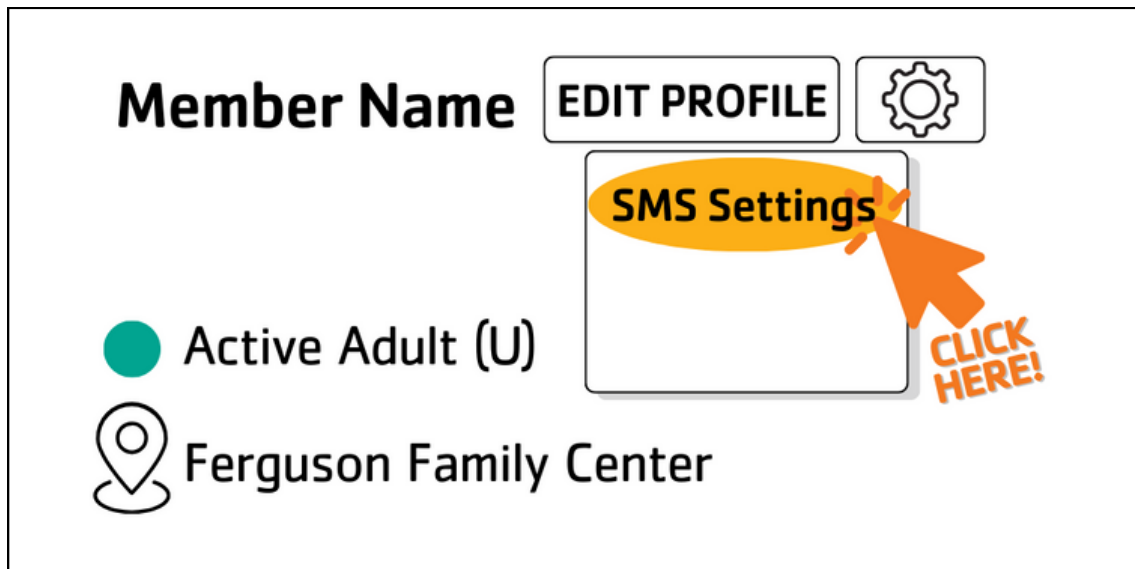 Member Name
EDIT PROFILE
SMS Settings
CLICK
HERE!
Active Adult (U)
Ferguson Family Center